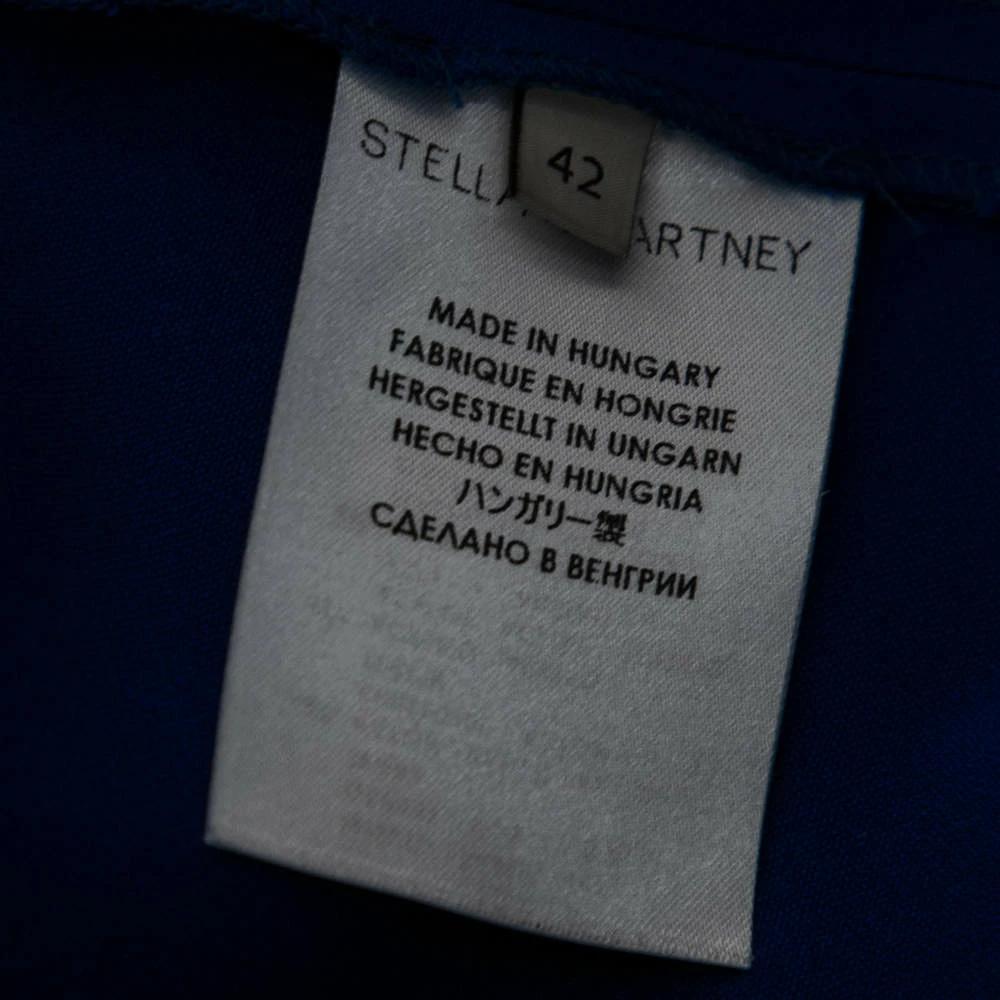 STELLA ARTNEY
42
MADE IN HUNGARY
FABRIQUE EN HONGRIE
HERGESTELLT IN UNGARN
HECHO EN HUNGRIA
ハンガリー製
СДЕЛАНО В ВЕНГРИИ